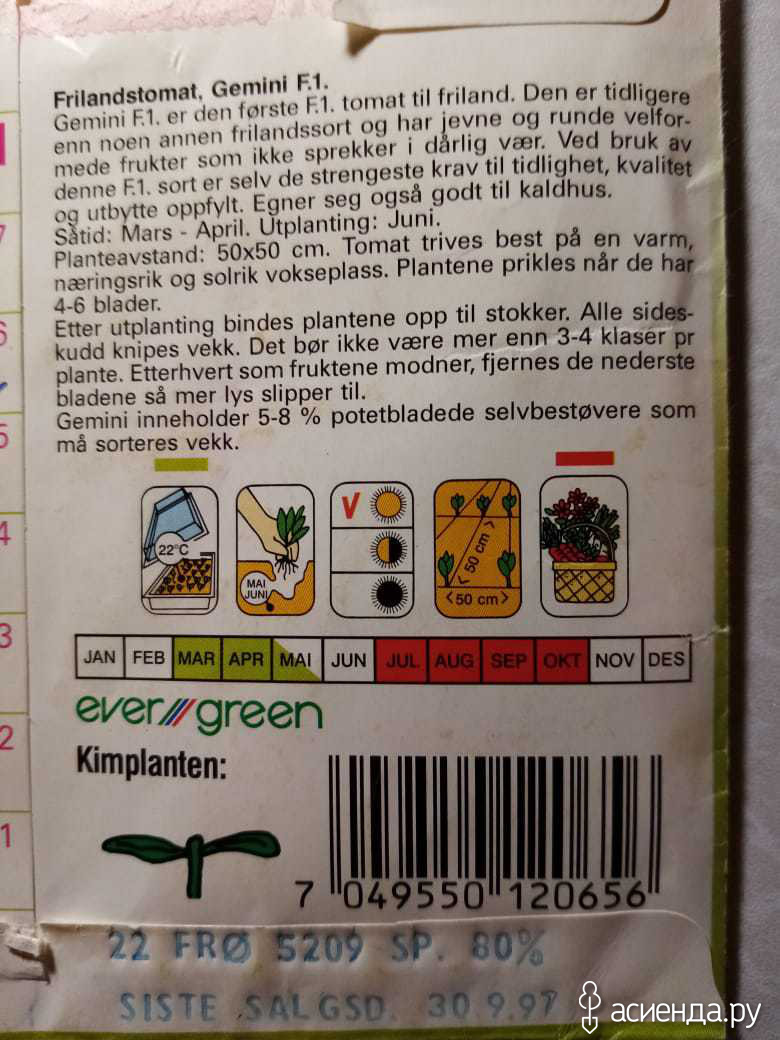 Frilandstomat, Gemini F.1.
Gemini F.1. er den første F.1. tomat til friland. Den er tidligere
enn noen annen frilandssort og har jevne og runde velfor-
mede frukter som ikke sprekker i dårlig vær. Ved bruk av
denne F.1. sort er selv de strengeste krav til tidlighet, kvalitet
og utbytte oppfylt. Egner seg også godt til kaldhus.
Såtid: Mars - April. Utplanting: Juni.
Planteavstand: 50x50 cm. Tomat trives best på en varm,
næringsrik og solrik vokseplass. Plantene prikles når de har
4-6 blader.
Etter utplanting bindes plantene opp til stokker. Alle sides-
kudd knipes vekk. Det bør ikke være mer enn 3-4 klaser pr
plante. Etterhvert som fruktene modner, fjernes de nederste
bladene så mer lys slipper til.
Gemini inneholder 5-8 % potetbladede selvbestøvere som
må sorteres vekk.
22°C
MAI
JUNI
V
<50 cm>
<50 cm>
JAN FEB MAR APR MAI JUN JUL AUG SEP OKT NOV DES
ever green
Kimplanten:
7 049550 120656
22 FRØ 5209 SP. 80%
SISTE SALGSD. 30 9.97
асиенда.ру
7
6
5
4
3
2
1